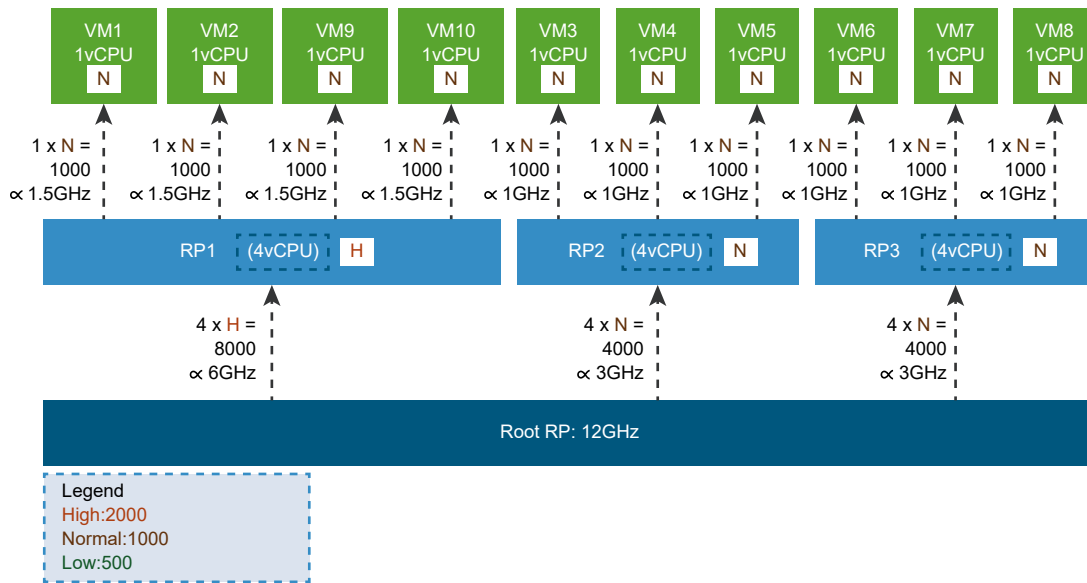 VM1
1vCPU
N
VM2
1vCPU
N
VM9
1vCPU
N
VM10
1vCPU
N
VM3
1vCPU
N
VM4
1vCPU
N
VM5
1vCPU
N
VM6
1vCPU
N
VM7
1vCPU
N
VM8
1vCPU
N
1 x N =
1000
∝ 1.5GHz
1 x N =
1000
∝ 1.5GHz
1 x N =
1000
∝ 1.5GHz
1 x N =
1000
∝ 1.5GHz
1 x N =
1000
∝ 1GHz
1 x N =
1000
∝ 1GHz
1 x N =
1000
∝ 1GHz
1 x N =
1000
∝ 1GHz
1 x N =
1000
∝ 1GHz
1 x N =
1000
∝ 1GHz
RP1 (4vCPU) H
RP2 (4vCPU) N
RP3 (4vCPU) N
4 x H =
8000
∝ 6GHz
4 x N =
4000
∝ 3GHz
4 x N =
4000
∝ 3GHz
Root RP: 12GHz
Legend
High:2000
Normal:1000
Low:500